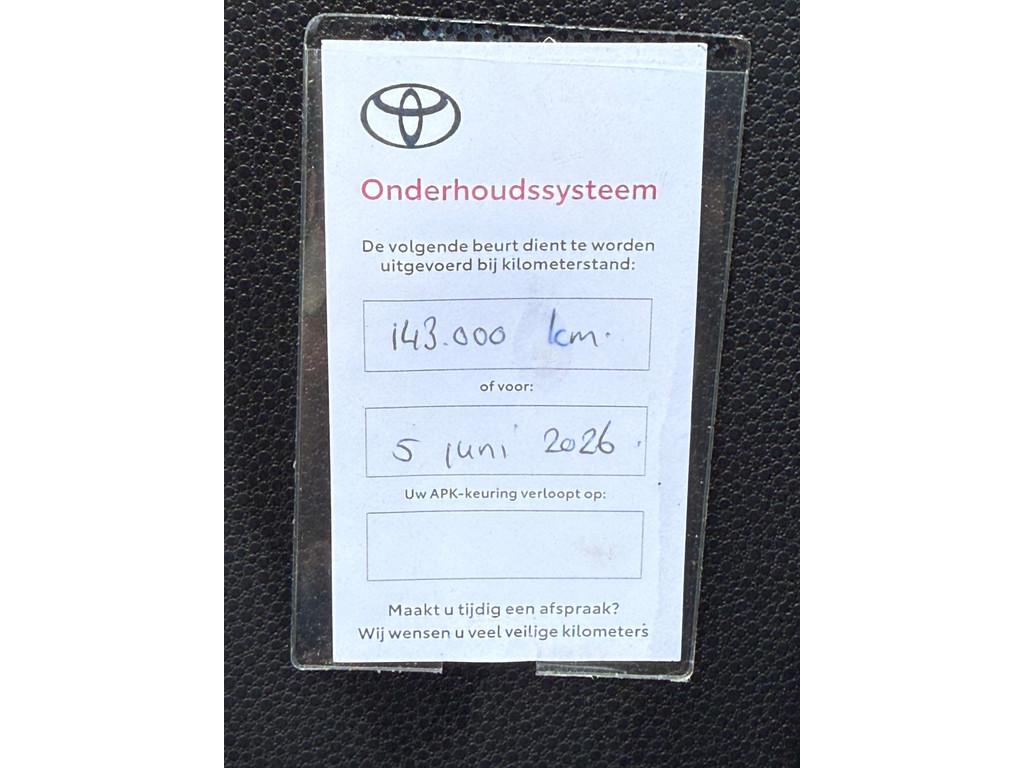 Onderhoudssysteem
De volgende beurt dient te worden
uitgevoerd bij kilometerstand:
143.000 km.
of voor:
5 juni 2026.
Uw APK-keuring verloopt op:
Maakt u tijdig een afspraak?
Wij wensen u veel veilige kilometers